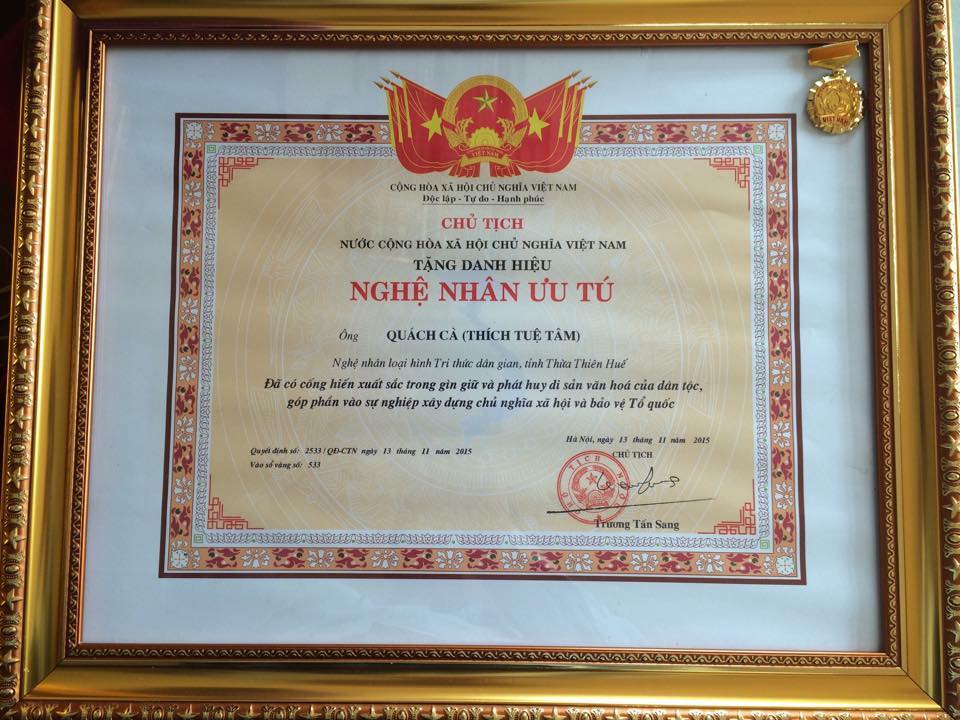 VIỆT NAM
VIỆT NAM
CỘNG HÒA XÃ HỘI CHỦ NGHĨA VIỆT NAM
Độc lập - Tự do - Hạnh phúc
CHỦ TỊCH
NƯỚC CỘNG HÒA XÃ HỘI CHỦ NGHĨA VIỆT NAM
TẶNG DANH HIỆU
NGHỆ NHÂN ƯU TÚ
Ông QUÁCH CÀ (THÍCH TUỆ TÂM)
Nghệ nhân loại hình Tri thức dân gian, tỉnh Thừa Thiên Huế
Đã có cống hiến xuất sắc trong gìn giữ và phát huy di sản văn hoá của dân tộc,
góp phần vào sự nghiệp xây dựng chủ nghĩa xã hội và bảo vệ Tổ quốc
Hà Nội, ngày 13 tháng 11 năm 2015
Quyết định số: 2533/QĐ-CTN ngày 13 tháng 11 năm 2015
CHỦ TỊCH
Vào sổ vàng số: 533
TỊCH
Trương Tấn Sang